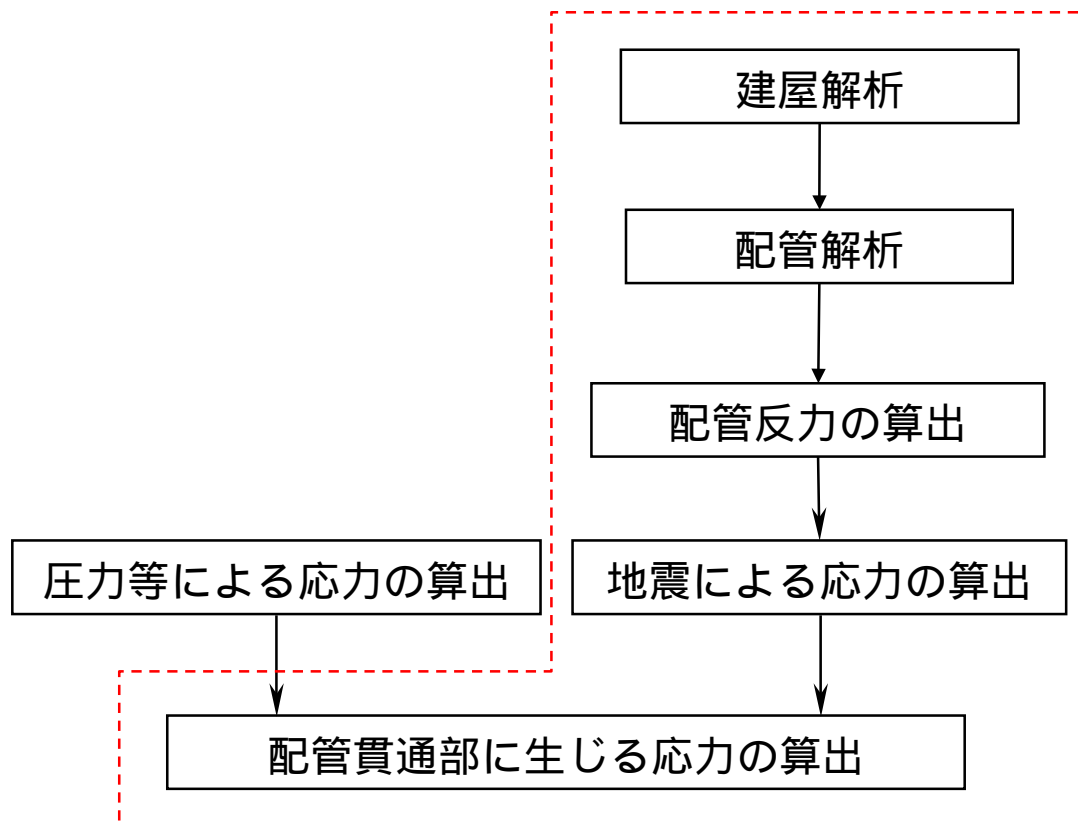 建屋解析
配管解析
配管反力の算出
圧力等による応力の算出
地震による応力の算出
配管貫通部に生じる応力の算出